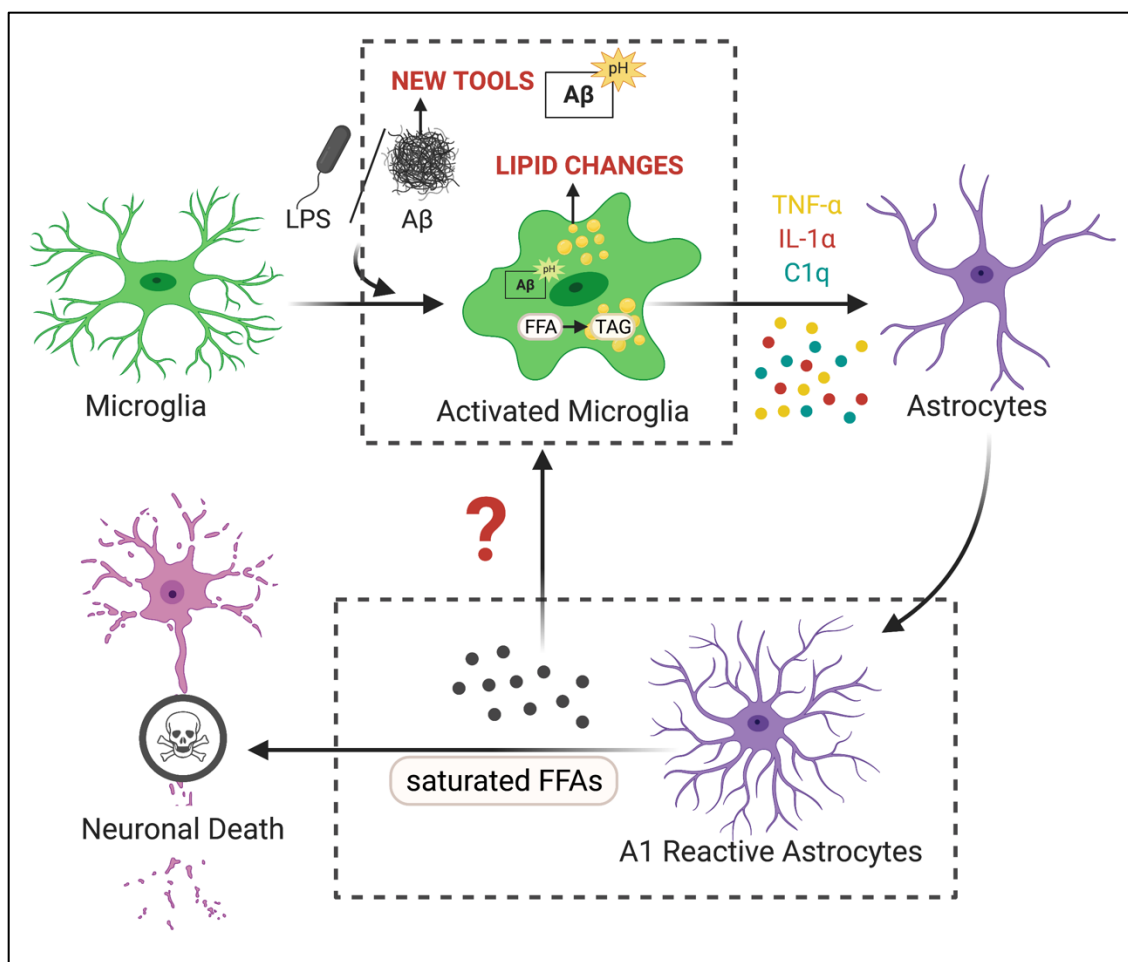 NEW TOOLS
Aβ
pH
LPS
Aβ
LIPID CHANGES
Aβ
pH
FFA
TAG
Microglia
Activated Microglia
TNF-α
IL-1α
C1q
Astrocytes
?
saturated FFAs
Neuronal Death
A1 Reactive Astrocytes